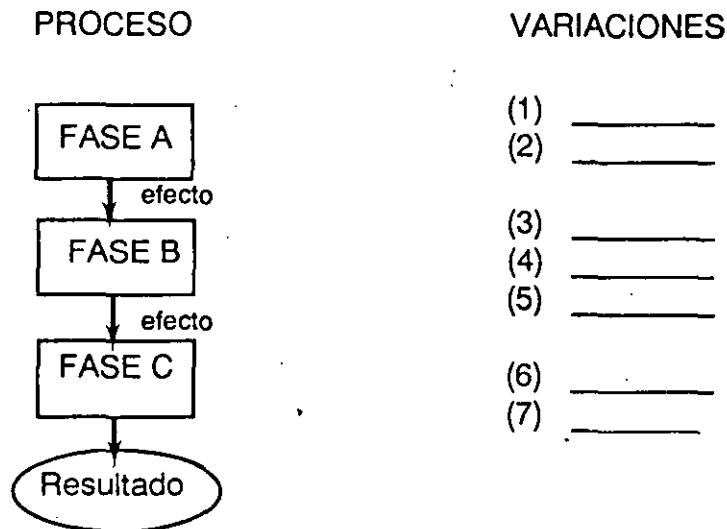 PROCESO
VARIACIONES
FASE A
efecto
FASE B
efecto
FASE C
Resultado
(1)
(2)
(3)
(4)
(5)
(6)
(7)